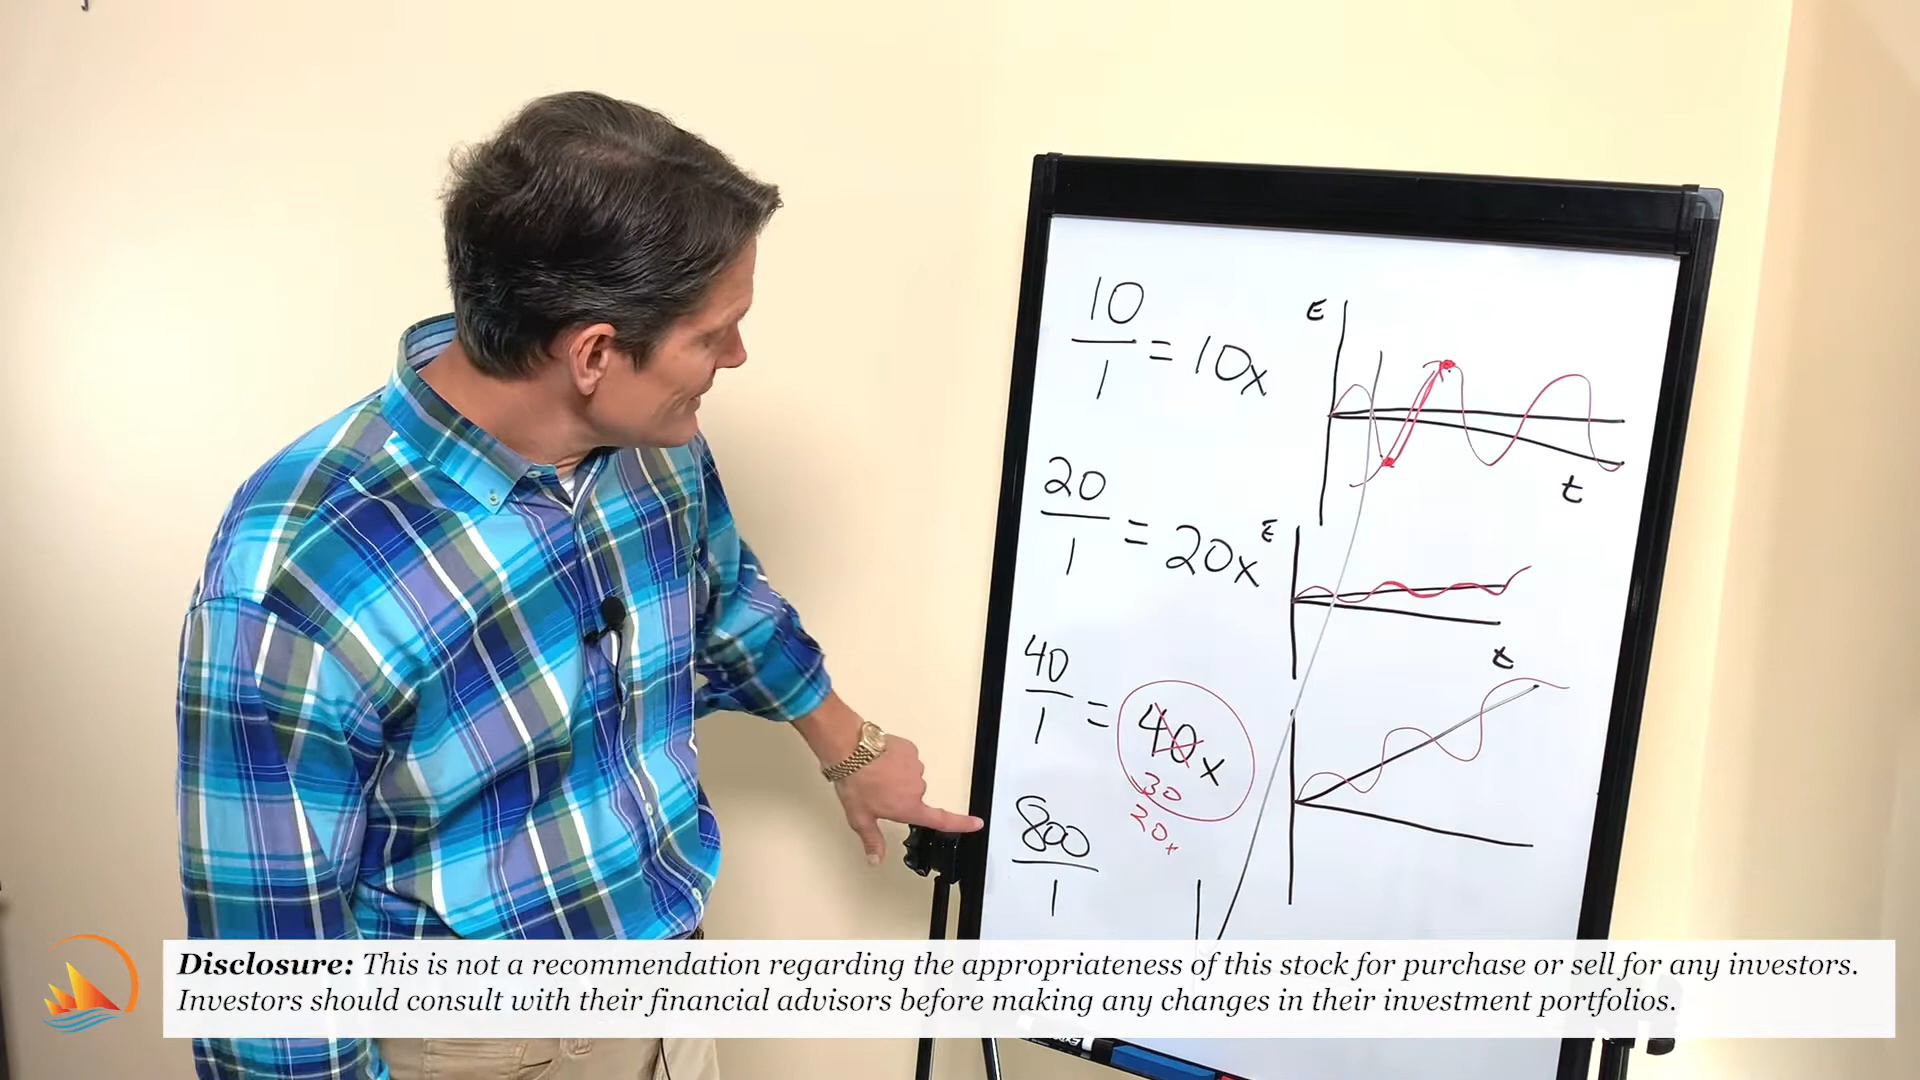 10
1
= 10x
20
1
= 20x
40
1
= 40x
30
20x
800
1
E
t
E
t
Disclosure: This is not a recommendation regarding the appropriateness of this stock for purchase or sell for any investors.
Investors should consult with their financial advisors before making any changes in their investment portfolios.